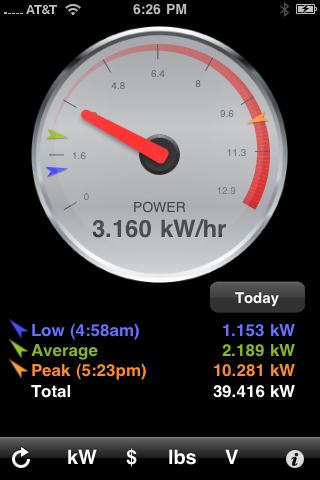 AT&T 6:26 PM
6.4
4.8 8
9.6
1.6 11.3
0 12.9
POWER
3.160 kW/hr
Today
Low (4:58am) 1.153 kW
Average 2.189 kW
Peak (5:23pm) 10.281 kW
Total 39.416 kW
kW $ lbs V i